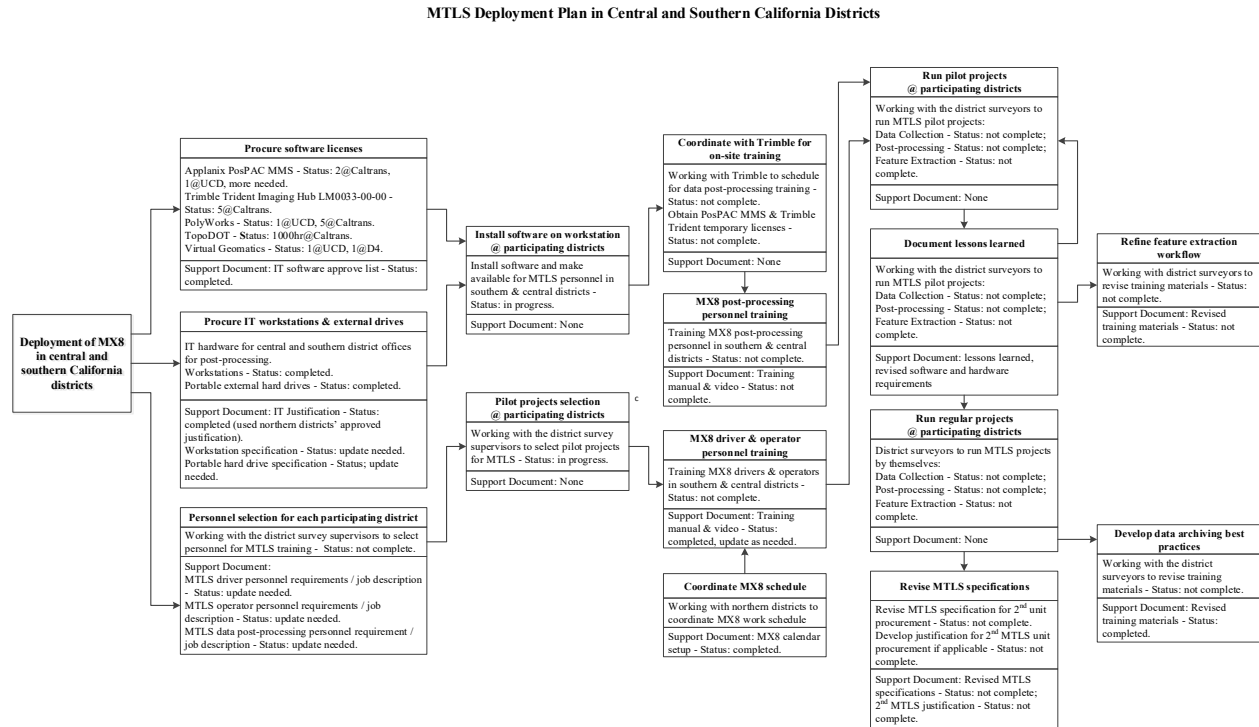 MTLS Deployment Plan in Central and Southern California Districts
Deployment of MX8
in central and
southern California
districts
Procure software licenses
Applanix PosPAC MMS - Status: 2@Caltrans,
1@UCD, more needed.
Trimble Trident Imaging Hub LM0033-00-00 -
Status: 5@Caltrans.
PolyWorks - Status: 1@UCD, 5@Caltrans.
TopoDOT - Status: 1000hr@Caltrans.
Virtual Geomatics - Status: 1@UCD, 1@D4.
Support Document: IT software approve list - Status:
completed.
Procure IT workstations & external drives
IT hardware for central and southern district offices
for post-processing.
Workstations - Status: completed.
Portable external hard drives - Status: completed.
Support Document: IT Justification - Status:
completed (used northern districts’ approved
justification).
Workstation specification - Status: update needed.
Portable hard drive specification - Status; update
needed.
Personnel selection for each participating district
Working with the district survey supervisors to select
personnel for MTLS training - Status: not complete.
Support Document:
MTLS driver personnel requirements / job description
- Status: update needed.
MTLS operator personnel requirements / job
description - Status: update needed.
MTLS data post-processing personnel requirement /
job description - Status: update needed.
Install software on workstation
@ participating districts
Install software and make
available for MTLS personnel in
southern & central districts -
Status: in progress.
Support Document: None
Pilot projects selection
@ participating districts
Working with the district survey
supervisors to select pilot projects
for MTLS - Status: in progress.
Support Document: None
c
Coordinate with Trimble for
on-site training
Working with Trimble to schedule
for data post-processing training -
Status: not complete.
Obtain PosPAC MMS & Trimble
Trident temporary licenses -
Status: not complete.
Support Document: None
MX8 post-processing
personnel training
Training MX8 post-processing
personnel in southern & central
districts - Status: not complete.
Support Document: Training
manual & video - Status: not
complete.
MX8 driver & operator
personnel training
Training MX8 drivers & operators
in southern & central districts -
Status: not complete.
Support Document: Training
manual & video - Status:
completed, update as needed.
Coordinate MX8 schedule
Working with northern districts to
coordinate MX8 work schedule
Support Document: MX8 calendar
setup - Status: completed.
Run pilot projects
@ participating districts
Working with the district surveyors to
run MTLS pilot projects:
Data Collection - Status: not complete;
Post-processing - Status: not complete;
Feature Extraction - Status: not
complete.
Support Document: None
Document lessons learned
Working with the district surveyors to
run MTLS pilot projects:
Data Collection - Status: not complete;
Post-processing - Status: not complete;
Feature Extraction - Status: not
complete.
Support Document: lessons learned,
revised software and hardware
requirements
Run regular projects
@ participating districts
District surveyors to run MTLS projects
by themselves:
Data Collection - Status: not complete;
Post-processing - Status: not complete;
Feature Extraction - Status: not
complete.
Support Document: None
Revise MTLS specifications
Revise MTLS specification for 2nd unit
procurement - Status: not complete.
Develop justification for 2nd MTLS unit
procurement if applicable - Status: not
complete.
Support Document: Revised MTLS
specifications - Status: not complete;
2nd MTLS justification - Status: not
complete.
Refine feature extraction
workflow
Working with district surveyors to
revise training materials - Status:
not complete.
Support Document: Revised
training materials - Status: not
complete.
Develop data archiving best
practices
Working with the district
surveyors to revise training
materials - Status: not complete.
Support Document: Revised
training materials - Status:
completed.